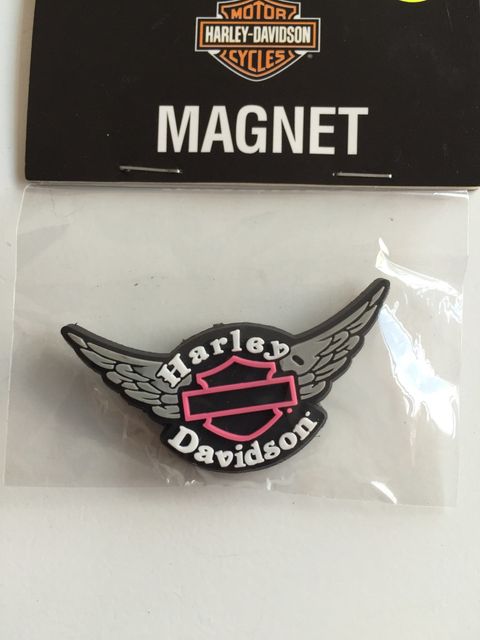 MOTOR
HARLEY-DAVIDSON
CYCLES
MAGNET
Harley
Davidson